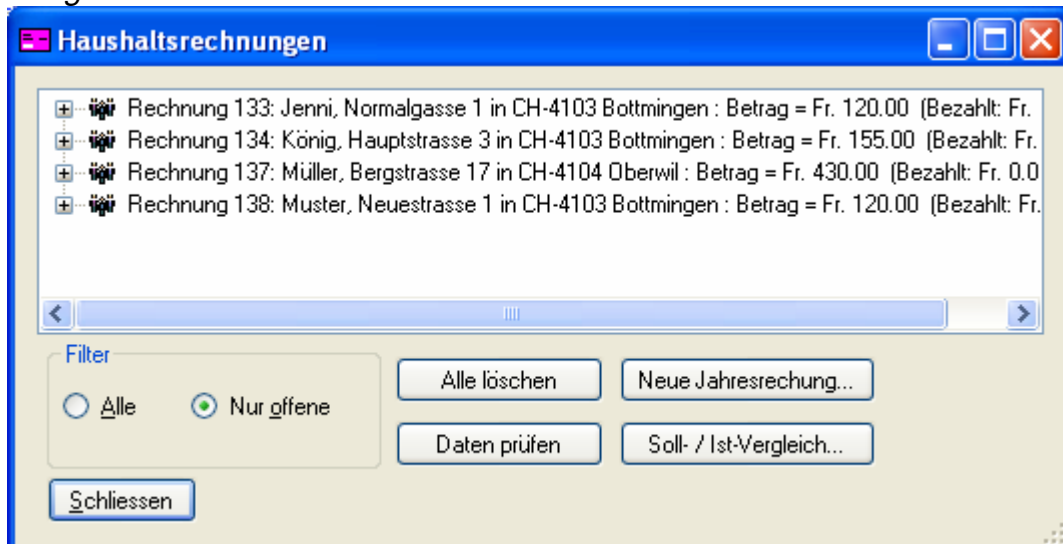 Haushaltsrechnungen
Rechnung 133: Jenni, Normalgasse 1 in CH-4103 Bottmingen : Betrag = Fr. 120.00 (Bezahlt: Fr.
Rechnung 134: König, Hauptstrasse 3 in CH-4103 Bottmingen : Betrag = Fr. 155.00 (Bezahlt: Fr.
Rechnung 137: Müller, Bergstrasse 17 in CH-4104 Oberwil : Betrag = Fr. 430.00 (Bezahlt: Fr. 0.0
Rechnung 138: Muster, Neuestrasse 1 in CH-4103 Bottmingen : Betrag = Fr. 120.00 (Bezahlt: Fr.
Filter
Alle
Nur offene
Alle löschen
Neue Jahresrechung...
Daten prüfen
Soll- / Ist-Vergleich...
Schliessen